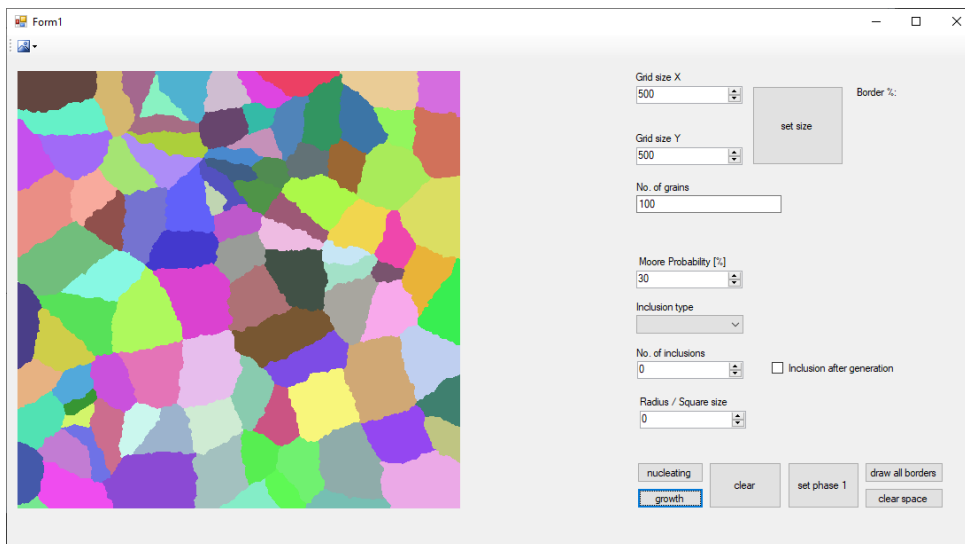 Form1
Grid size X
500
Border %:
set size
Grid size Y
500
No. of grains
100
Moore Probability [%]
30
Inclusion type
No. of inclusions
0
Inclusion after generation
Radius / Square size
0
nucleating
growth
clear
set phase 1
draw all borders
clear space